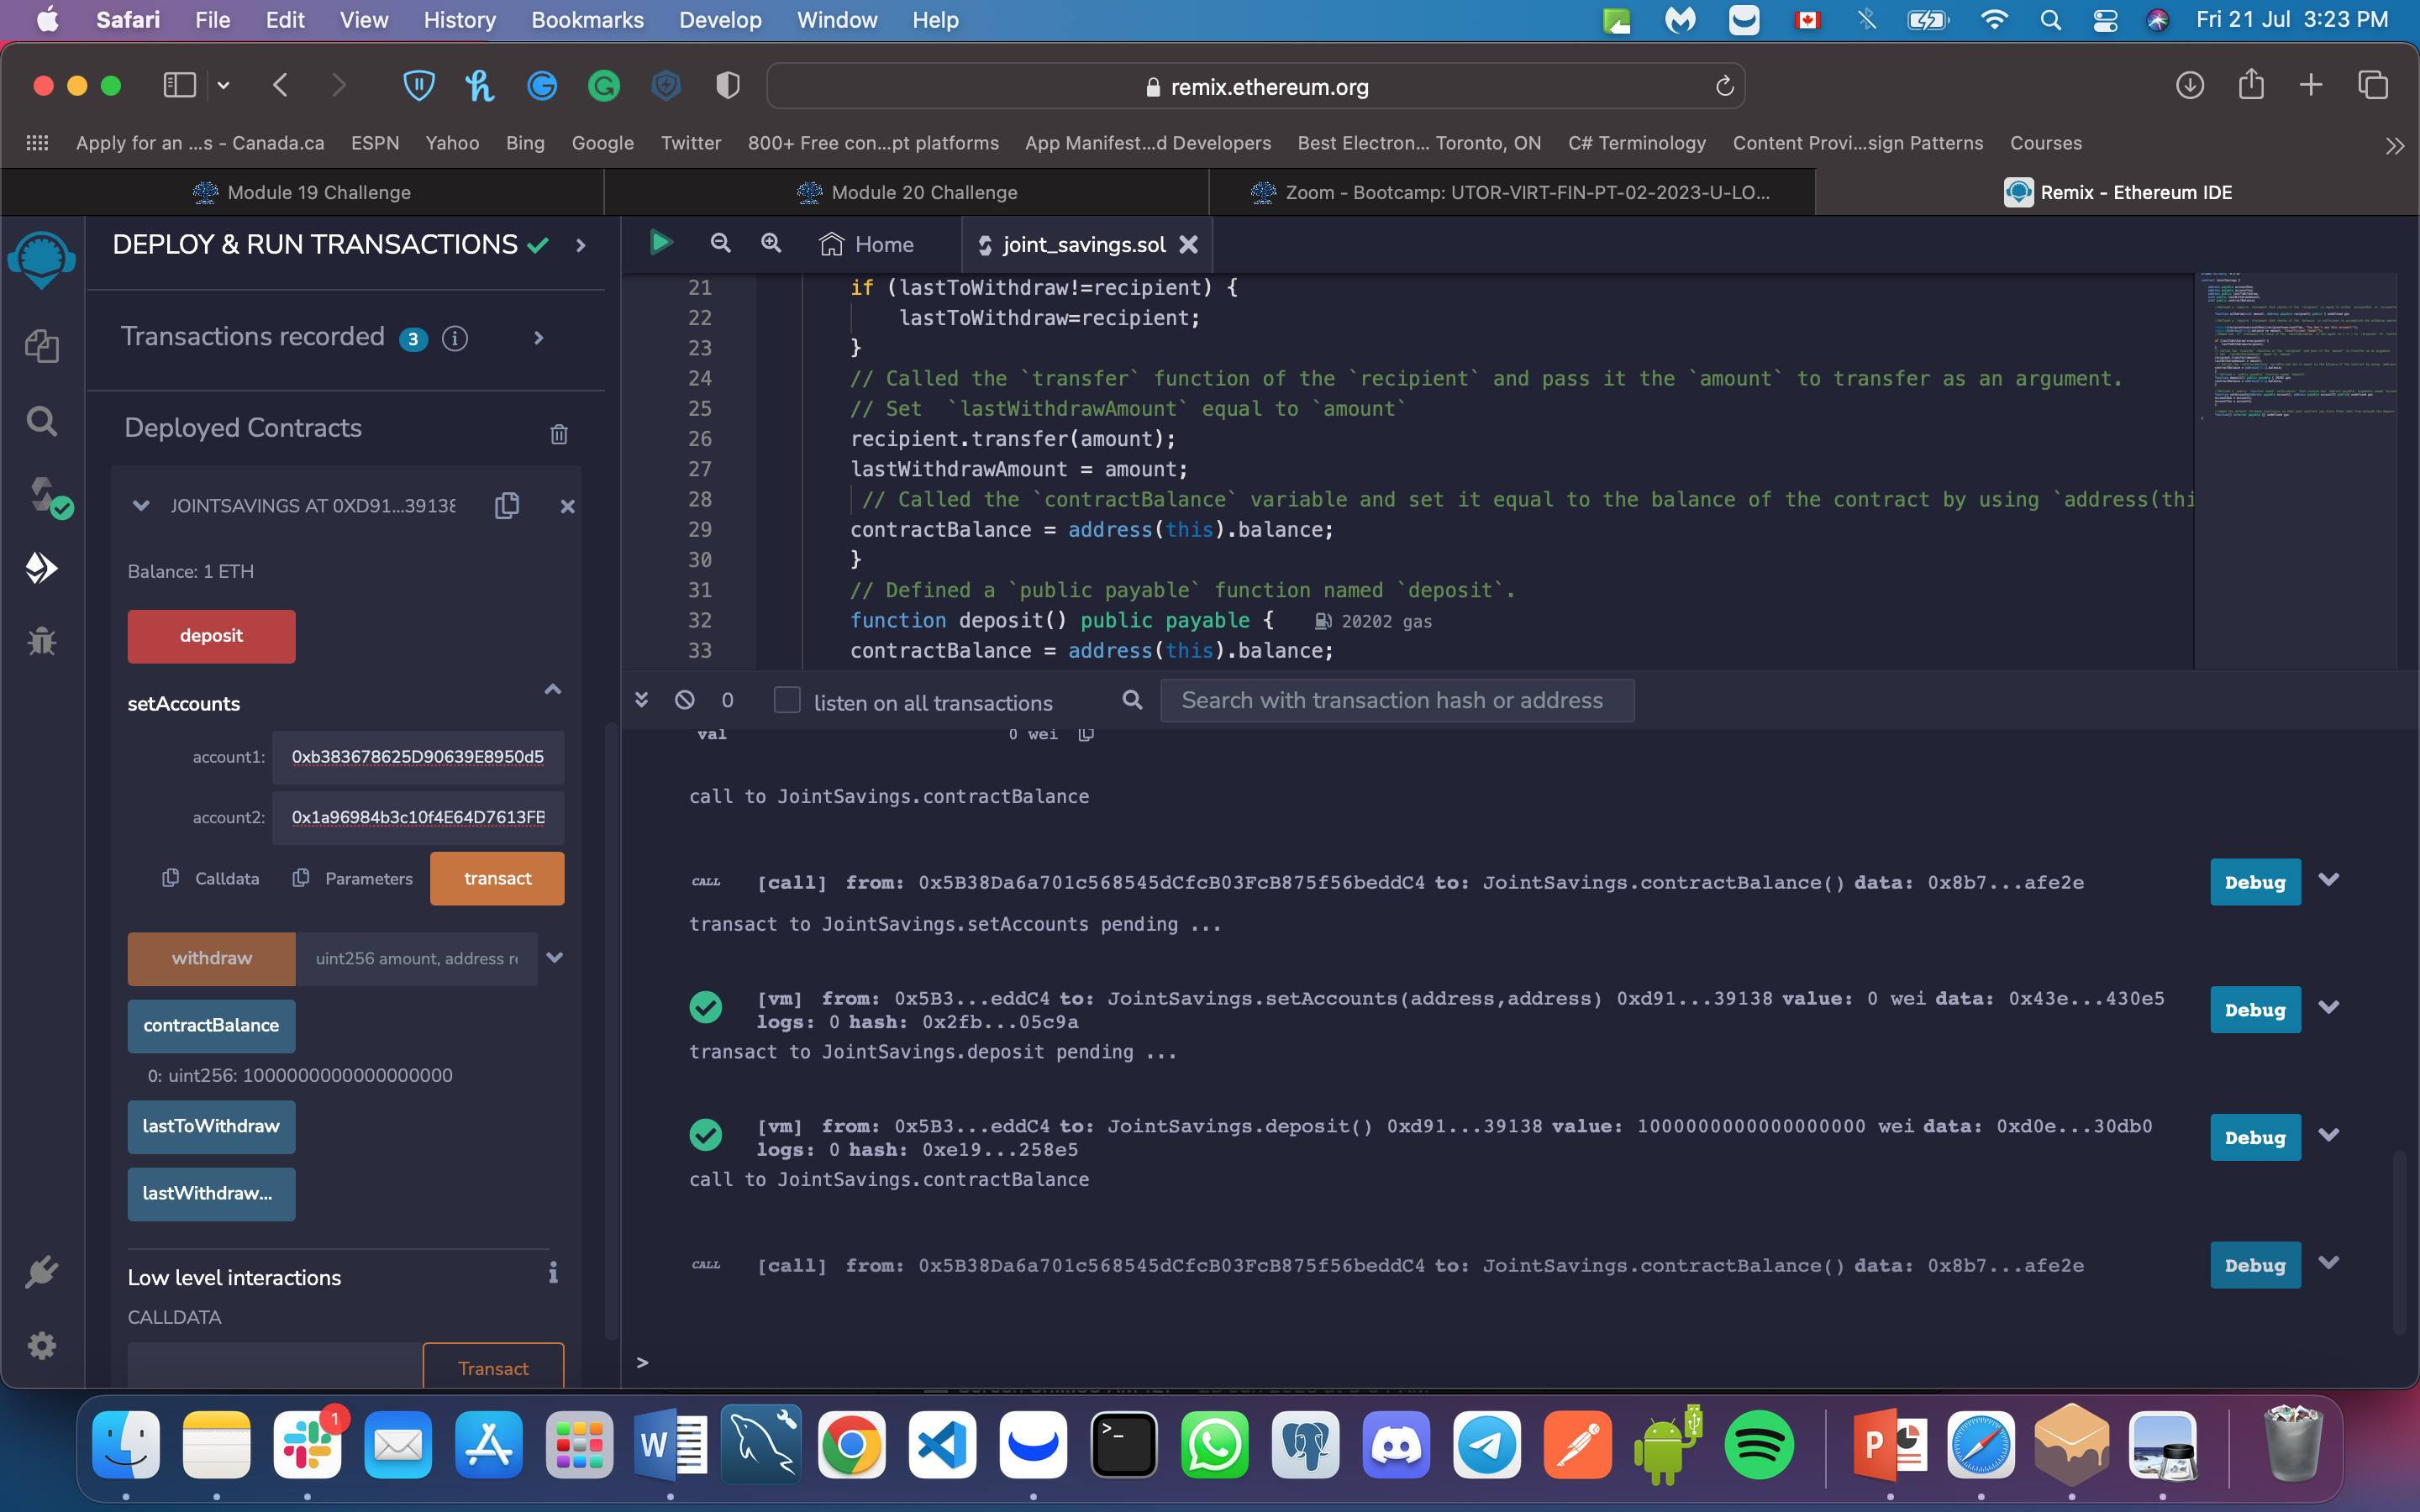 Safari File Edit View History Bookmarks Develop Window Help Fri 21 Jul 3:23 PM
remix.ethereum.org
Apply for an ...s - Canada.ca ESPN Yahoo Bing Google Twitter 800+ Free con...pt platforms App Manifest...d Developers Best Electron... Toronto, ON C# Terminology Content Provi...sign Patterns Courses
Module 19 Challenge Module 20 Challenge Zoom - Bootcamp: UTOR-VIRT-FIN-PT-02-2023-U-LO... Remix - Ethereum IDE
DEPLOY & RUN TRANSACTIONS
Transactions recorded 3 i
Deployed Contracts
JOINTSAVINGS AT 0XD91...39138
Balance: 1 ETH
deposit
setAccounts
account1: 0xb383678625D90639E8950d5
account2: 0x1a96984b3c10f4E64D7613FB
Calldata Parameters transact
withdraw uint256 amount, address re
contractBalance
0: uint256: 1000000000000000000
lastToWithdraw
lastWithdraw...
Low level interactions i
CALLDATA
Transact
Home joint_savings.sol
21 if (lastToWithdraw!=recipient) {
22 lastToWithdraw=recipient;
23 }
24 // Called the `transfer` function of the `recipient` and pass it the `amount` to transfer as an argument.
25 // Set  `lastWithdrawAmount` equal to `amount`
26 recipient.transfer(amount);
27 lastWithdrawAmount = amount;
28 // Called the `contractBalance` variable and set it equal to the balance of the contract by using `address(thi
29 contractBalance = address(this).balance;
30 }
31 // Defined a `public payable` function named `deposit`.
32 function deposit() public payable { 20202 gas
33 contractBalance = address(this).balance;
0 listen on all transactions Search with transaction hash or address
val 0 wei
call to JointSavings.contractBalance
CALL [call] from: 0x5B38Da6a701c568545dCfcB03FcB875f56beddC4 to: JointSavings.contractBalance() data: 0x8b7...afe2e Debug
transact to JointSavings.setAccounts pending ...
[vm] from: 0x5B3...eddC4 to: JointSavings.setAccounts(address,address) 0xd91...39138 value: 0 wei data: 0x43e...430e5 Debug
logs: 0 hash: 0x2fb...05c9a
transact to JointSavings.deposit pending ...
[vm] from: 0x5B3...eddC4 to: JointSavings.deposit() 0xd91...39138 value: 1000000000000000000 wei data: 0xd0e...30db0 Debug
logs: 0 hash: 0xe19...258e5
call to JointSavings.contractBalance
CALL [call] from: 0x5B38Da6a701c568545dCfcB03FcB875f56beddC4 to: JointSavings.contractBalance() data: 0x8b7...afe2e Debug
>
1